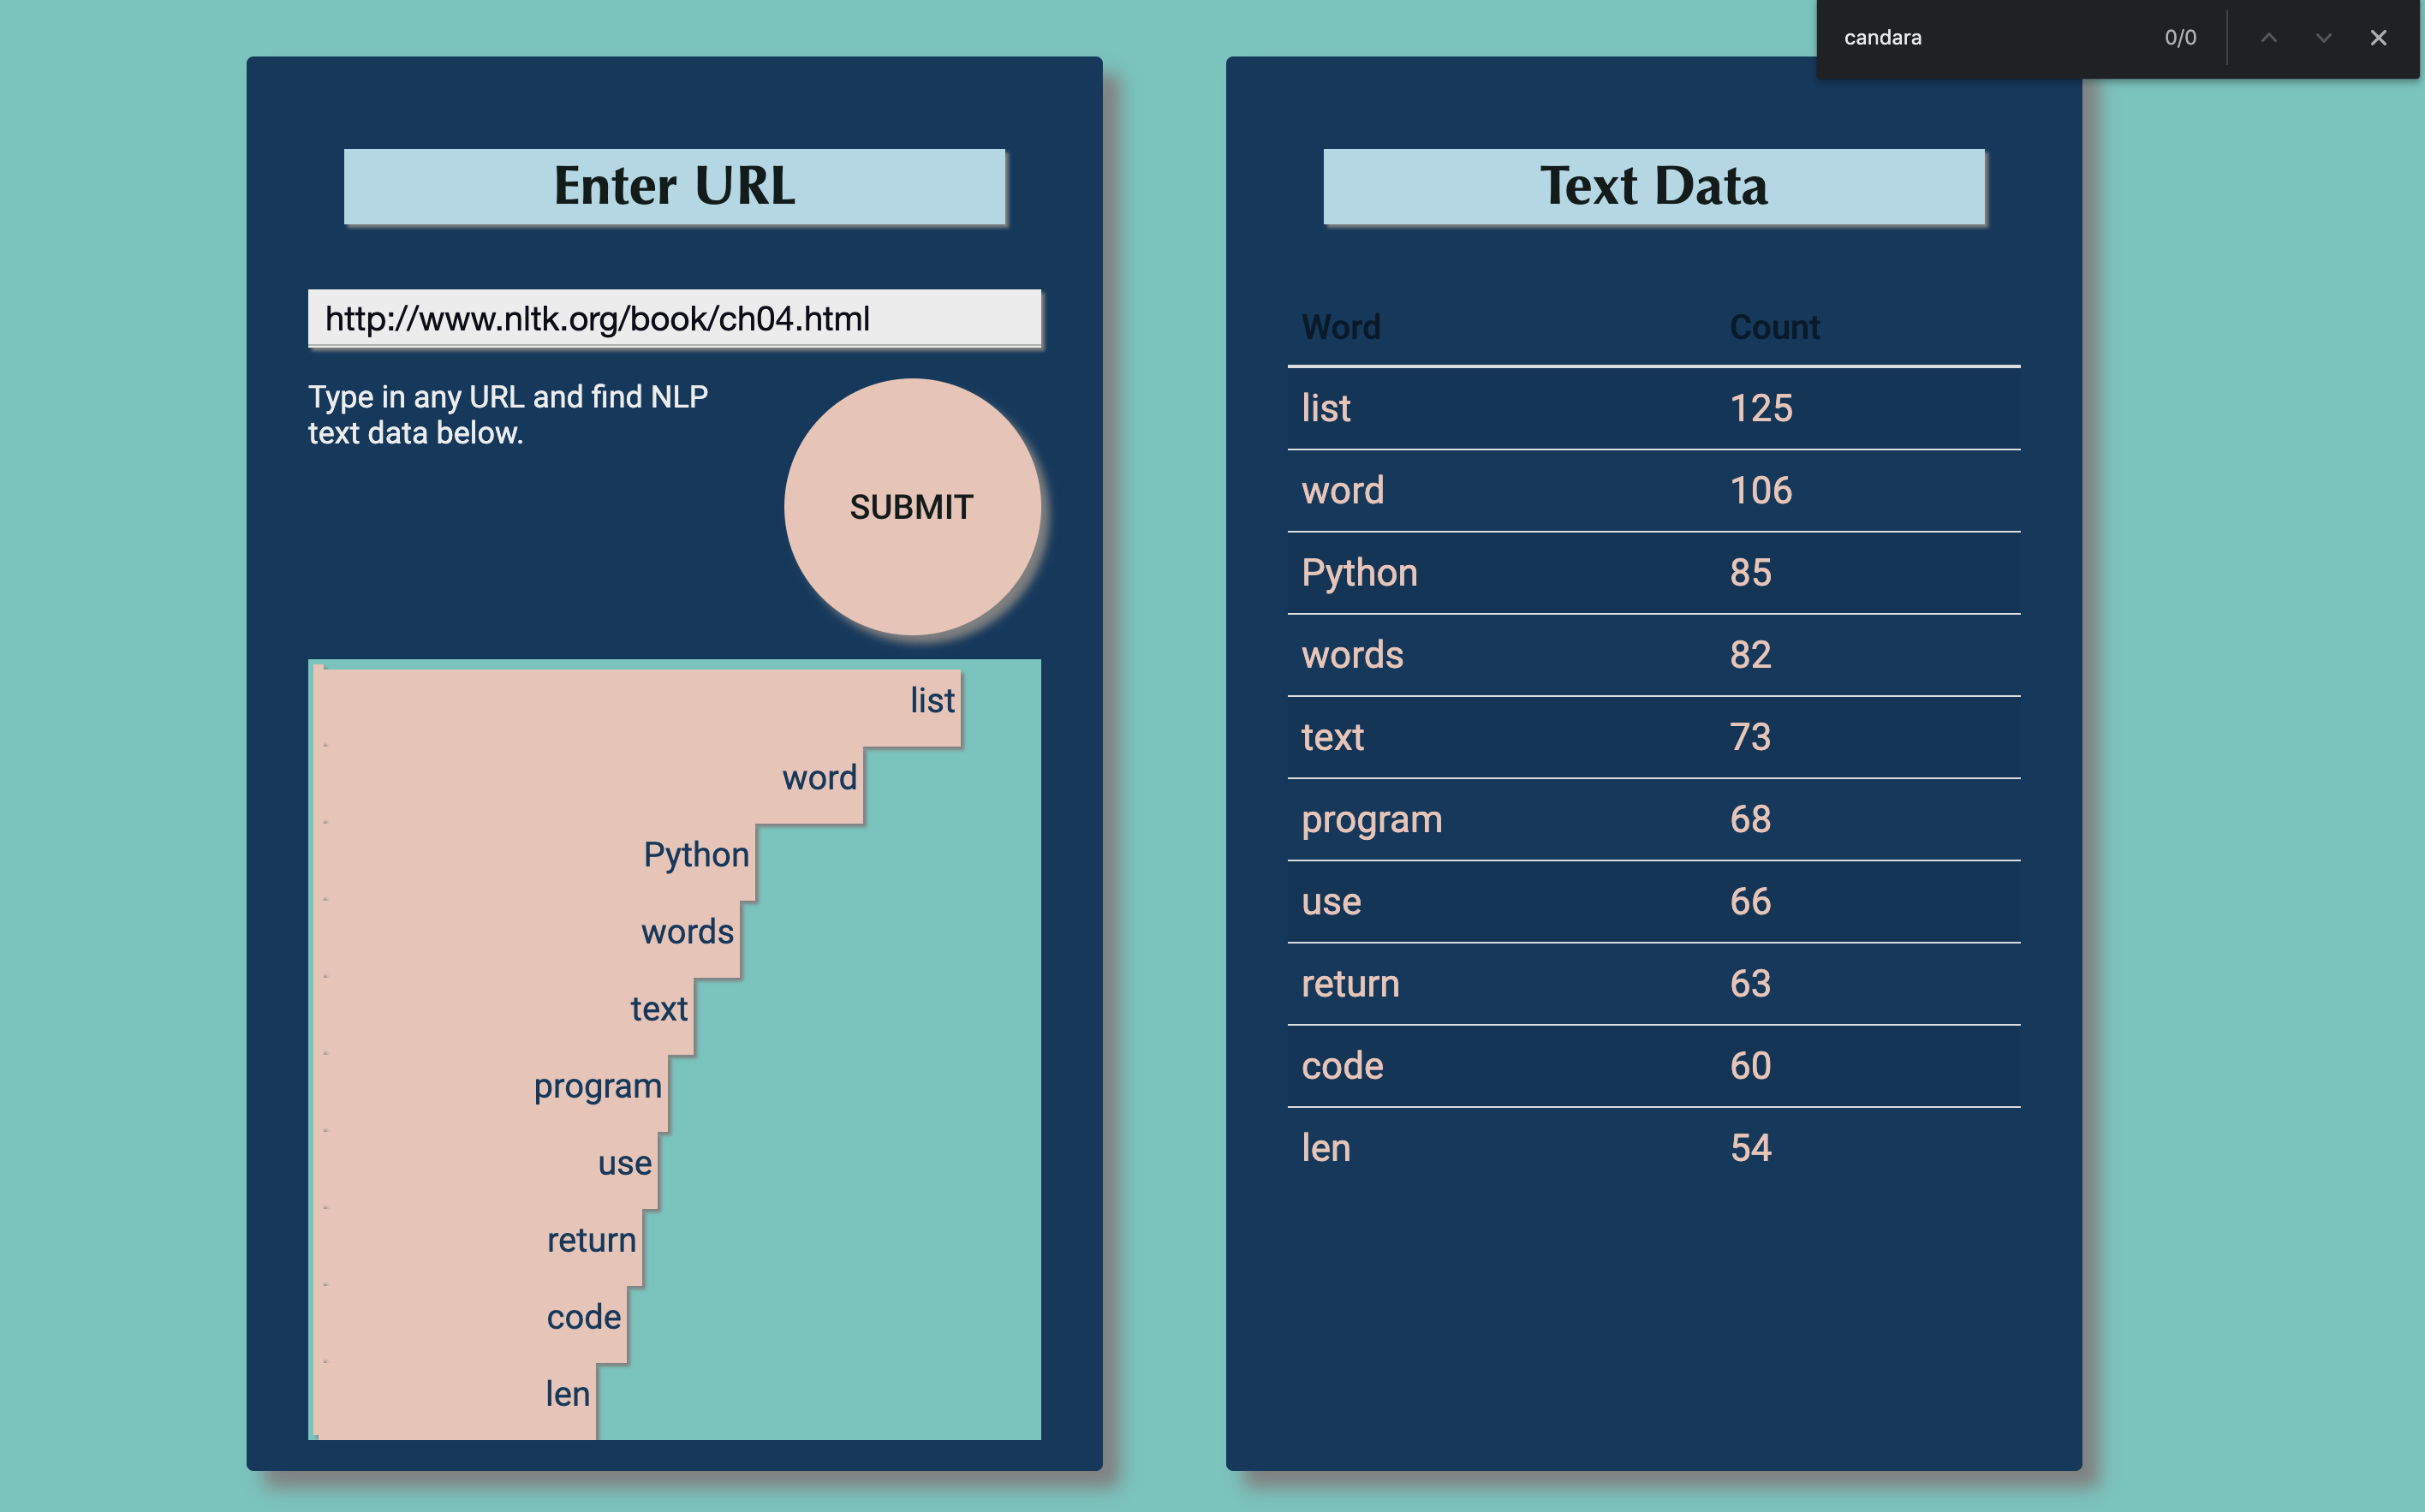 candara 0/0
Enter URL
http://www.nltk.org/book/ch04.html
Type in any URL and find NLP
text data below.
SUBMIT
list
word
Python
words
text
program
use
return
code
len
Text Data
Word Count
list 125
word 106
Python 85
words 82
text 73
program 68
use 66
return 63
code 60
len 54